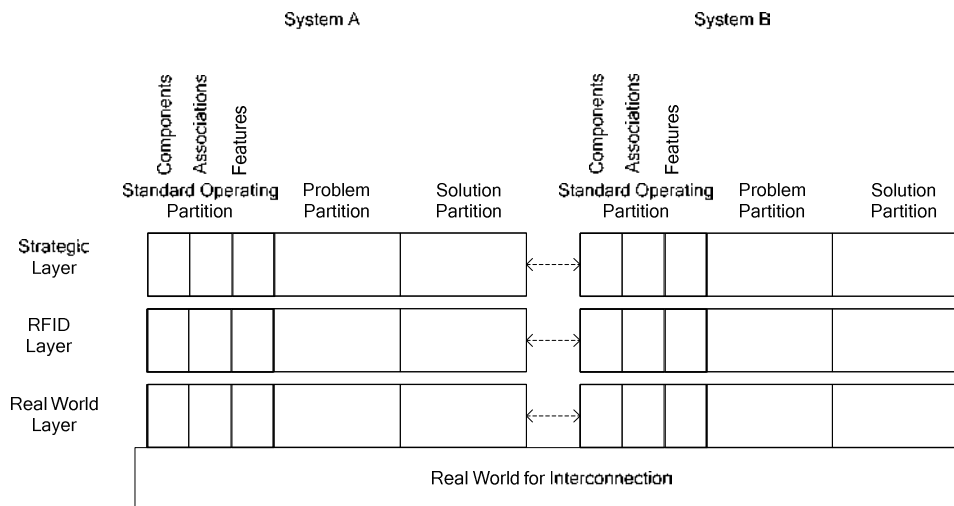 System A
System B
Components
Associations
Features
Components
Associations
Features
Standard Operating
Partition
Problem
Partition
Solution
Partition
Standard Operating
Partition
Problem
Partition
Solution
Partition
Strategic
Layer
RFID
Layer
Real World
Layer
Real World for Interconnection